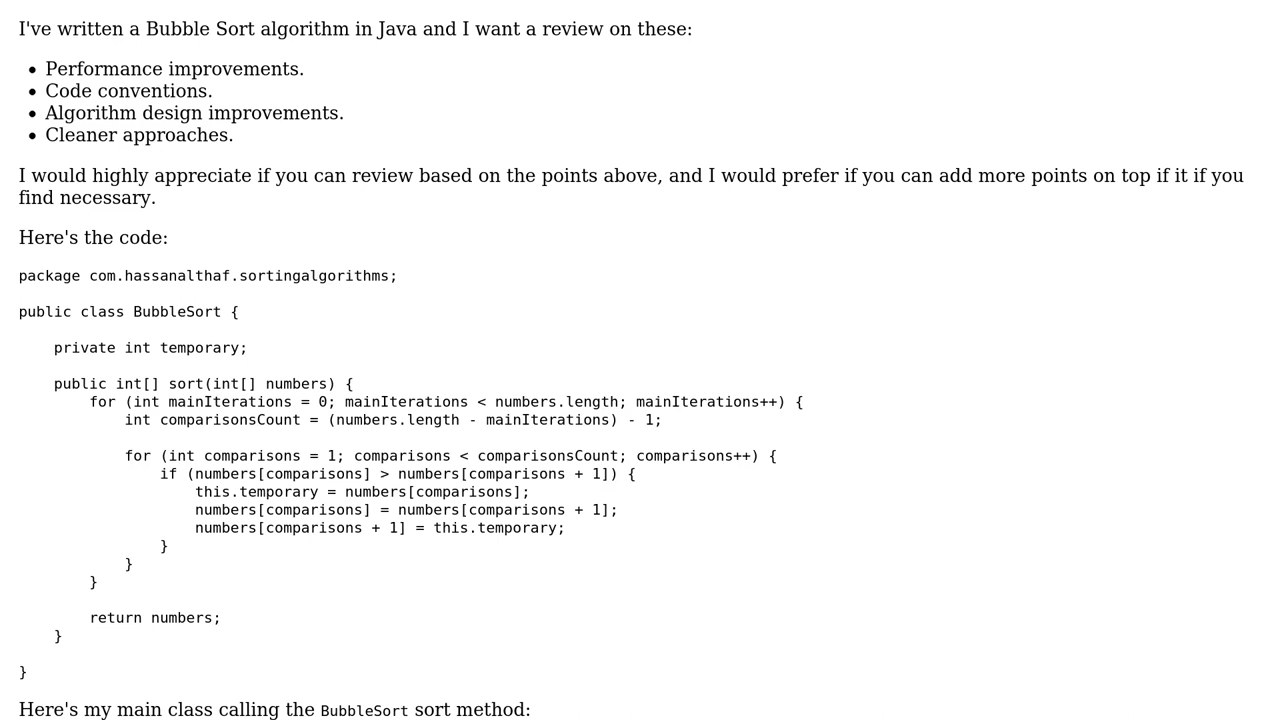 I've written a Bubble Sort algorithm in Java and I want a review on these:
• Performance improvements.
• Code conventions.
• Algorithm design improvements.
• Cleaner approaches.
I would highly appreciate if you can review based on the points above, and I would prefer if you can add more points on top if it if you
find necessary.
Here's the code:
package com.hassanalthaf.sortingalgorithms;
public class BubbleSort {
    private int temporary;
    public int[] sort(int[] numbers) {
        for (int mainIterations = 0; mainIterations < numbers.length; mainIterations++) {
            int comparisonsCount = (numbers.length - mainIterations) - 1;
            for (int comparisons = 1; comparisons < comparisonsCount; comparisons++) {
                if (numbers[comparisons] > numbers[comparisons + 1]) {
                    this.temporary = numbers[comparisons];
                    numbers[comparisons] = numbers[comparisons + 1];
                    numbers[comparisons + 1] = this.temporary;
                }
            }
        }
        return numbers;
    }
}
Here's my main class calling the BubbleSort sort method: